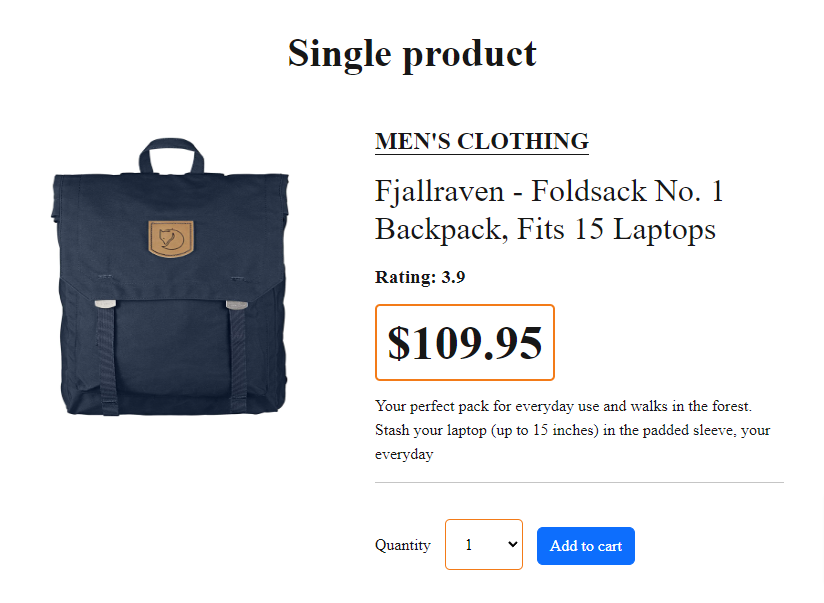 Single product
MEN'S CLOTHING
Fjallraven - Foldsack No. 1
Backpack, Fits 15 Laptops
Rating: 3.9
$109.95
Your perfect pack for everyday use and walks in the forest.
Stash your laptop (up to 15 inches) in the padded sleeve, your
everyday
Quantity 1 Add to cart